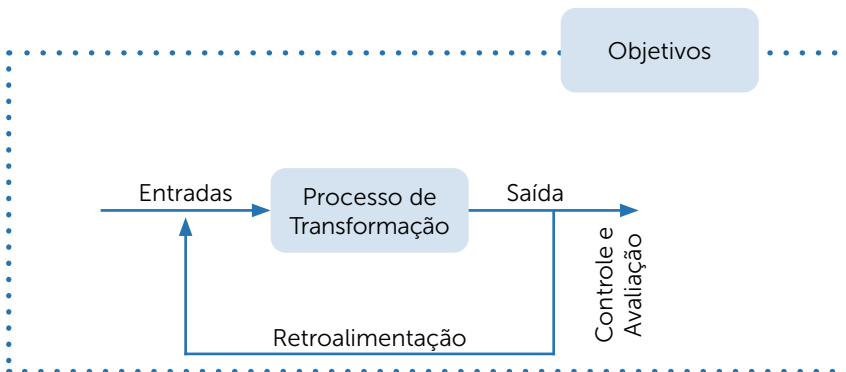 Objetivos
Entradas
Processo de
Transformação
Saída
Controle e
Avaliação
Retroalimentação